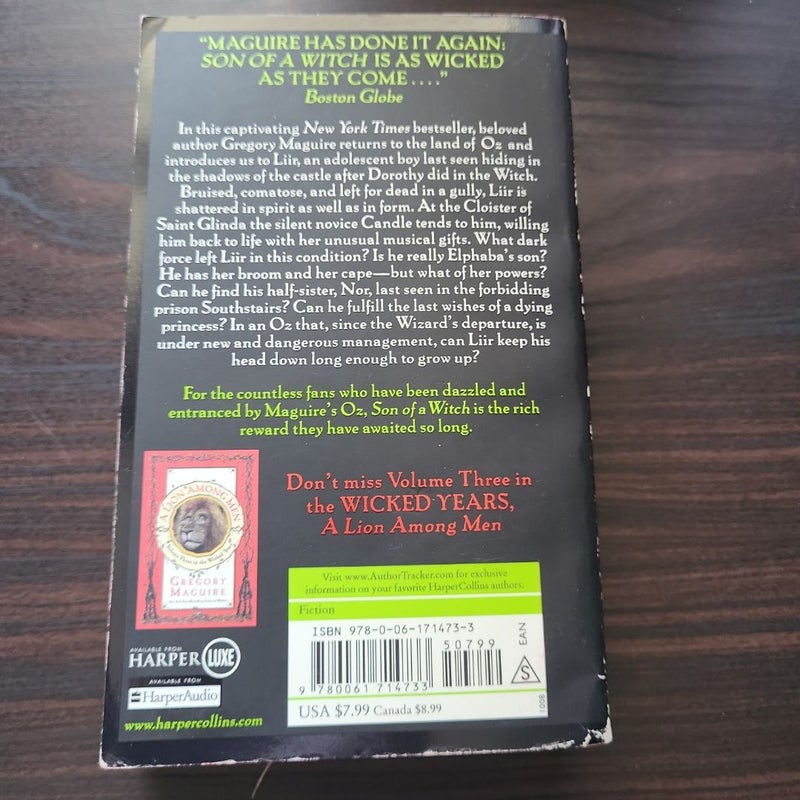 "MAGUIRE HAS DONE IT AGAIN;
SON OF A WITCH IS AS WICKED
AS THEY COME...."
Boston Globe
In this captivating New York Times bestseller, beloved
author Gregory Maguire returns to the land of Oz and
introduces us to Liir, an adolescent boy last seen hiding in
the shadows of the castle after Dorothy did in the Witch.
Bruised, comatose, and left for dead in a gully, Liir is
shattered in spirit as well as in form. At the Cloister of
Saint Glinda the silent novice Candle tends to him, willing
him back to life with her unusual musical gifts. What dark
force left Liir in this condition? Is he really Elphaba's son?
He has her broom and her cape—but what of her powers?
Can he find his half-sister, Nor, last seen in the forbidding
prison Southstairs? Can he fulfill the last wishes of a dying
princess? In an Oz that, since the Wizard's departure, is
under new and dangerous management, can Liir keep his
head down long enough to grow up?
For the countless fans who have been dazzled and
entranced by Maguire's Oz, Son of a Witch is the rich
reward they have awaited so long.
A LION AMONG MEN
Volume Three in the Wicked Years
GREGORY
MAGUIRE
Don't miss Volume Three in
the WICKED YEARS,
A Lion Among Men
Visit www.AuthorTracker.com for exclusive
information on your favorite HarperCollins authors.
Fiction
ISBN 978-0-06-171473-3
50799
EAN
9 780061 714733
S
USA $7.99 Canada $8.99
1008
AVAILABLE FROM
HARPER LUXE
AVAILABLE FROM
HarperAudio
www.harpercollins.com